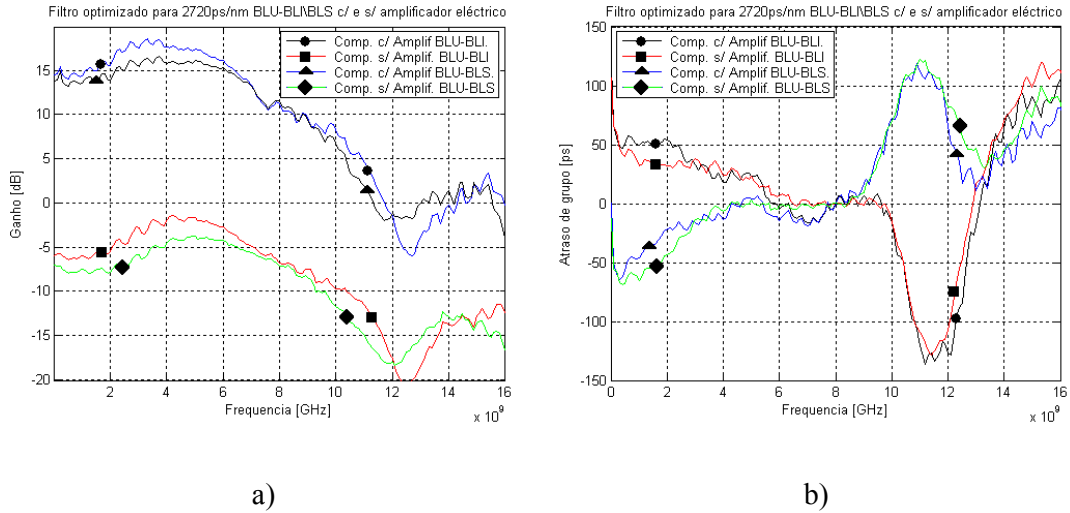 Filtro optimizado para 2720ps/nm BLU-BLI\BLS c/ e s/ amplificador eléctrico
Comp. c/ Amplif BLU-BLI.
Comp. s/ Amplif. BLU-BLI
Comp. c/ Amplif BLU-BLS.
Comp. s/ Amplif. BLU-BLS
Ganho [dB]
15
10
5
0
-5
-10
-15
-20
2 4 6 8 10 12 14 16
Frequencia [GHz]
x 10^9
a)
Filtro optimizado para 2720ps/nm BLU-BLI\BLS c/ e s/ amplificador eléctrico
Comp. c/ Amplif BLU-BLI.
Comp. s/ Amplif. BLU-BLI
Comp. c/ Amplif BLU-BLS.
Comp. s/ Amplif. BLU-BLS
Atraso de grupo [ps]
100
50
0
-50
-100
-150
0 2 4 6 8 10 12 14 16
Frequencia [GHz]
x 10^9
b)